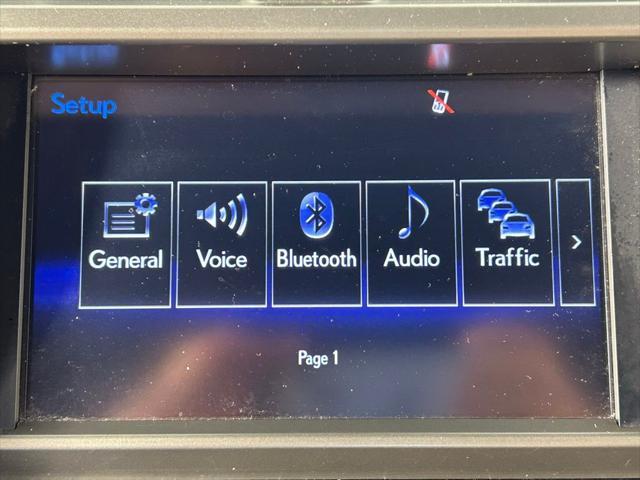 Setup
General
Voice
Bluetooth
Audio
Traffic
>
Page 1